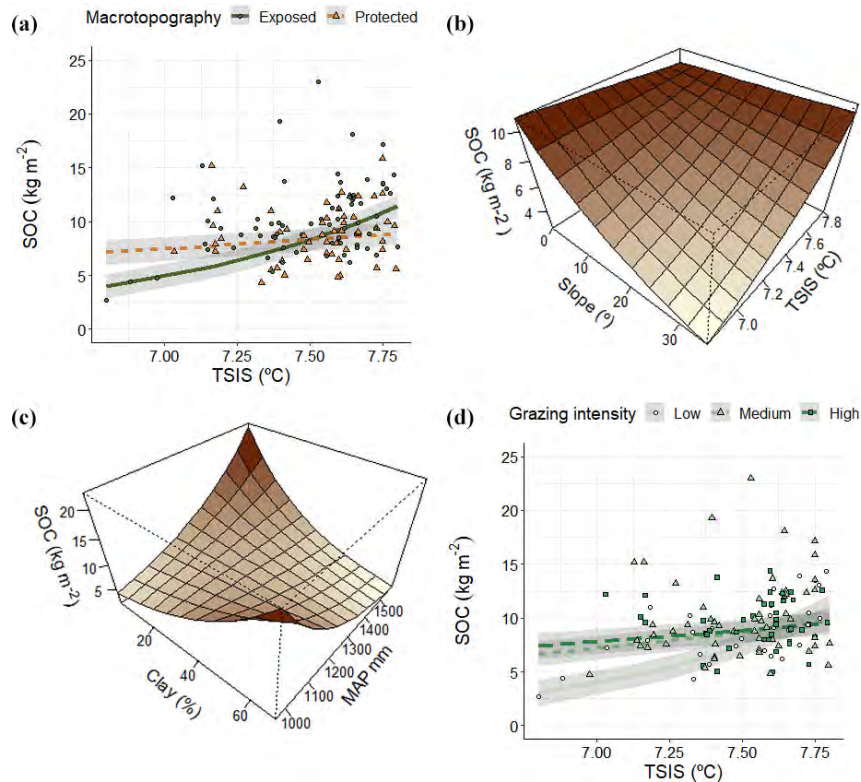 (a)
Macrotopography Exposed Protected
25
20
15
10
5
0
SOC (kg m⁻²)
7.00 7.25 7.50 7.75
TSIS (ºC)
(b)
SOC (kg m-2)
10
8
6
4
0
10
20
30
Slope (º)
7.0
7.2
7.4
7.6
7.8
TSIS (ºC)
(c)
SOC (kg m-2)
20
15
10
5
20
40
60
Clay (%)
1000
1100
1200
1300
1400
1500
MAP mm
(d)
Grazing intensity Low Medium High
25
20
15
10
5
0
SOC (kg m⁻²)
7.00 7.25 7.50 7.75
TSIS (ºC)